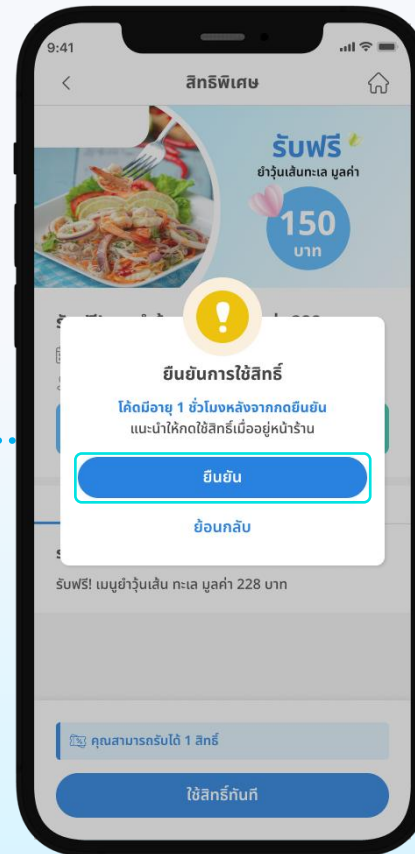 9:41
สิทธิพิเศษ
รับฟรี
ยำวุ้นเส้นทะเล มูลค่า
150
บาท
ยืนยันการใช้สิทธิ์
โค้ดมีอายุ 1 ชั่วโมงหลังจากกดยืนยัน
แนะนำให้กดใช้สิทธิ์เมื่ออยู่หน้าร้าน
ยืนยัน
ย้อนกลับ
รับฟรี! เมนูยำวุ้นเส้น ทะเล มูลค่า 228 บาท
คุณสามารถรับได้ 1 สิทธิ์
ใช้สิทธิ์ทันที